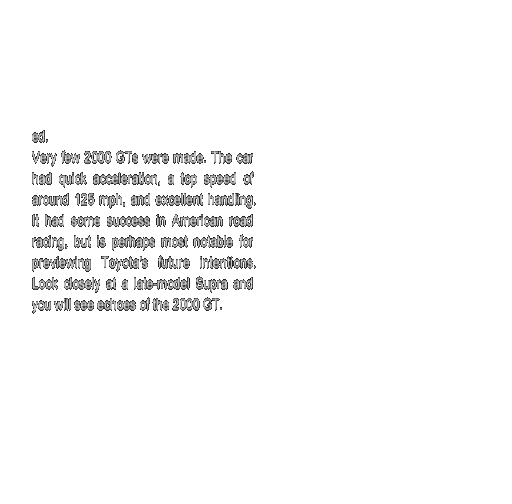 ed.
Very few 2000 GTs were made. The car
had quick acceleration, a top speed of
around 125 mph, and excellent handling.
It had some success in American road
racing, but is perhaps most notable for
previewing Toyota's future intentions.
Look closely at a late-model Supra and
you will see echoes of the 2000 GT.